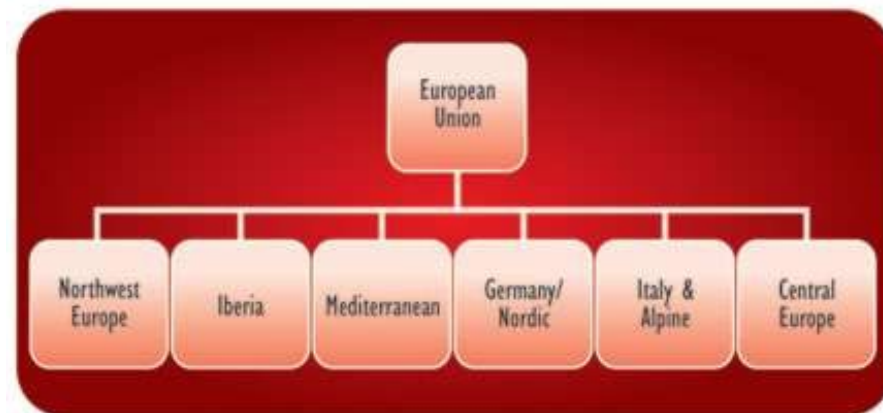 European
Union
Northwest
Europe
Iberia
Mediterranean
Germany/
Nordic
Italy &
Alpine
Central
Europe